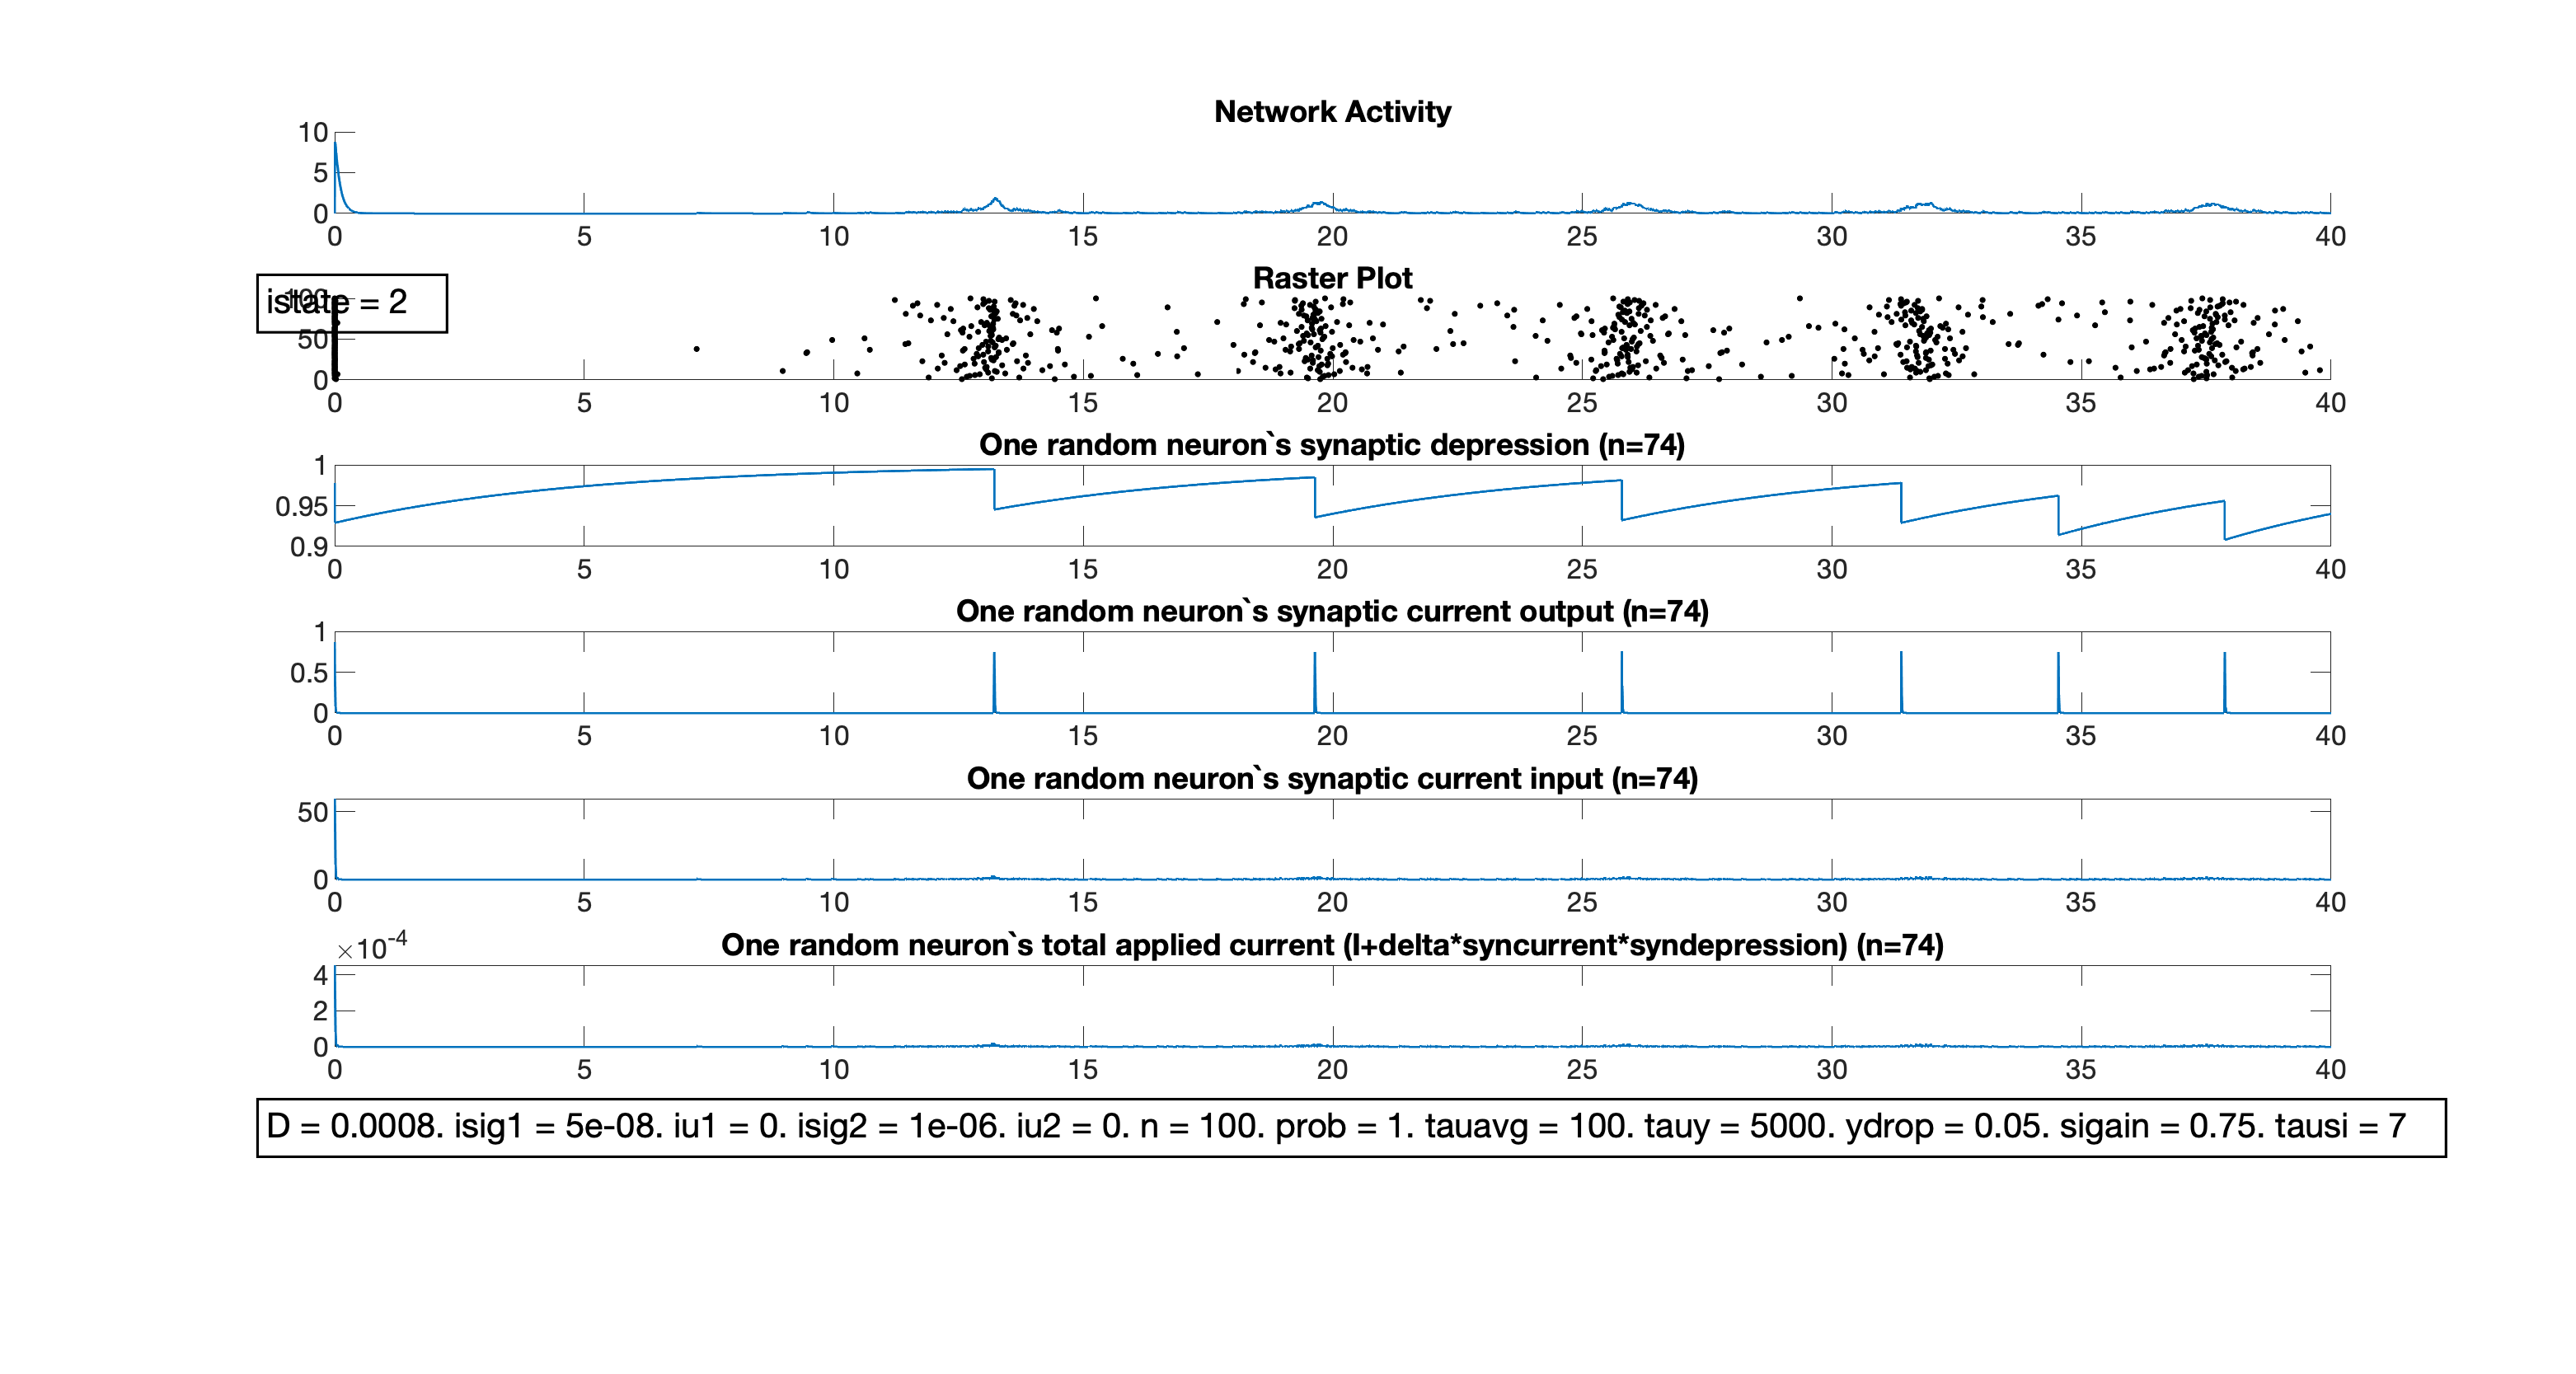 Network Activity
10
5
0
0 5 10 15 20 25 30 35 40
Raster Plot
istate = 2
100
50
0
0 5 10 15 20 25 30 35 40
One random neuron`s synaptic depression (n=74)
1
0.95
0.9
0 5 10 15 20 25 30 35 40
One random neuron`s synaptic current output (n=74)
1
0.5
0
0 5 10 15 20 25 30 35 40
One random neuron`s synaptic current input (n=74)
50
0
0 5 10 15 20 25 30 35 40
One random neuron`s total applied current (I+delta*syncurrent*syndepression) (n=74)
×10-4
4
2
0
0 5 10 15 20 25 30 35 40
D = 0.0008. isig1 = 5e-08. iu1 = 0. isig2 = 1e-06. iu2 = 0. n = 100. prob = 1. tauavg = 100. tauy = 5000. ydrop = 0.05. sigain = 0.75. tausi = 7